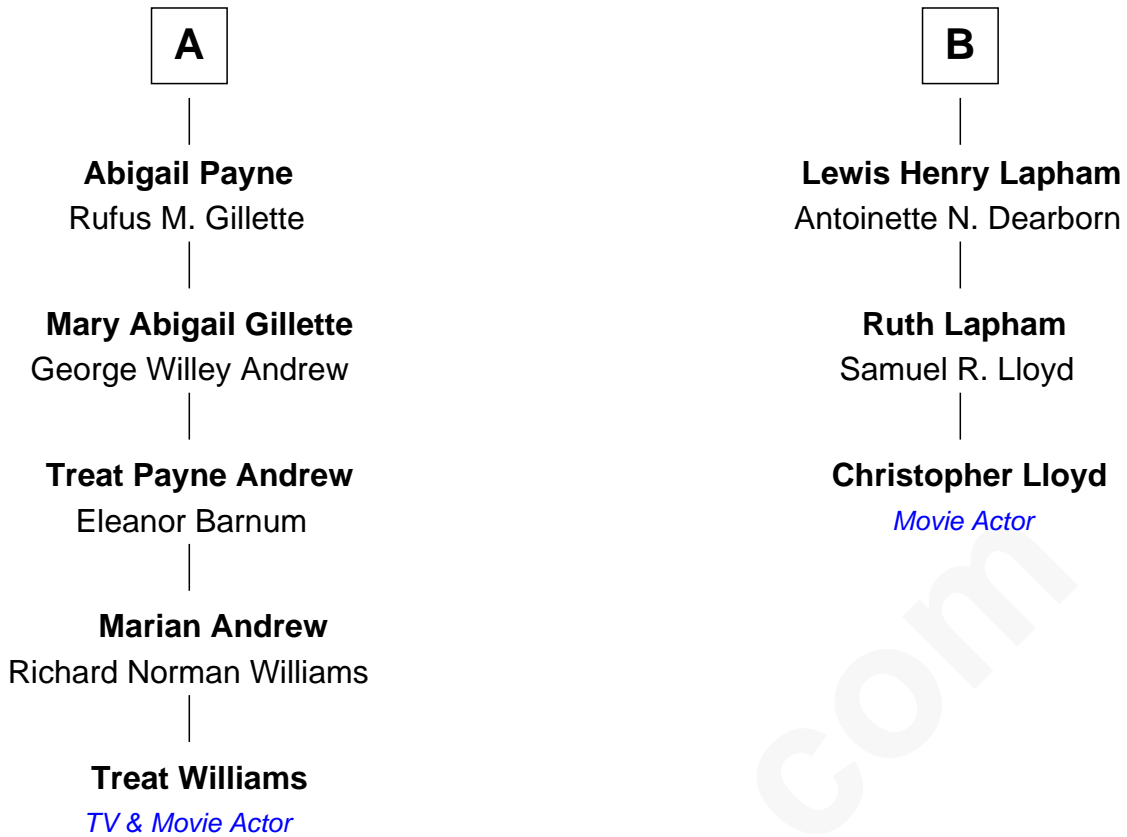 A
Abigail Payne
Rufus M. Gillette
Mary Abigail Gillette
George Willey Andrew
Treat Payne Andrew
Eleanor Barnum
Marian Andrew
Richard Norman Williams
Treat Williams
TV & Movie Actor
B
Lewis Henry Lapham
Antoinette N. Dearborn
Ruth Lapham
Samuel R. Lloyd
Christopher Lloyd
Movie Actor
com